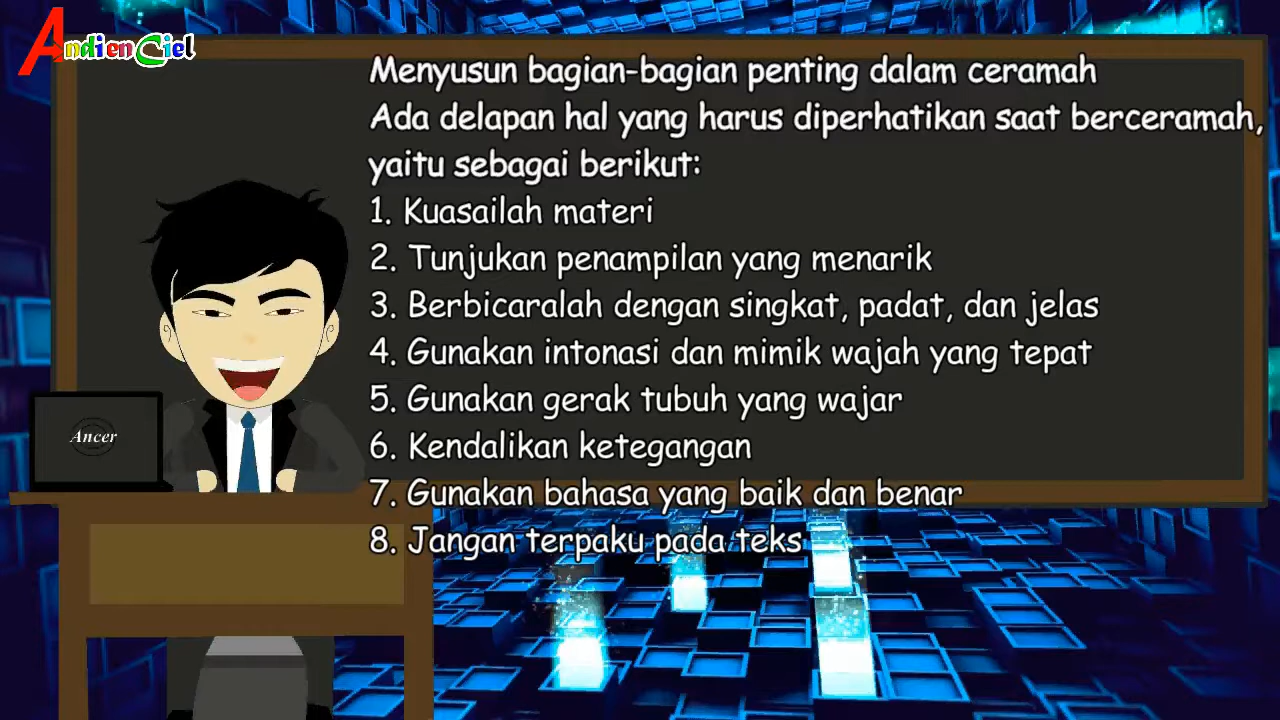 Andien Ciel
Menyusun bagian-bagian penting dalam ceramah
Ada delapan hal yang harus diperhatikan saat berceramah,
yaitu sebagai berikut:
1. Kuasailah materi
2. Tunjukan penampilan yang menarik
3. Berbicaralah dengan singkat, padat, dan jelas
4. Gunakan intonasi dan mimik wajah yang tepat
5. Gunakan gerak tubuh yang wajar
6. Kendalikan ketegangan
7. Gunakan bahasa yang baik dan benar
8. Jangan terpaku pada teks
Ancer